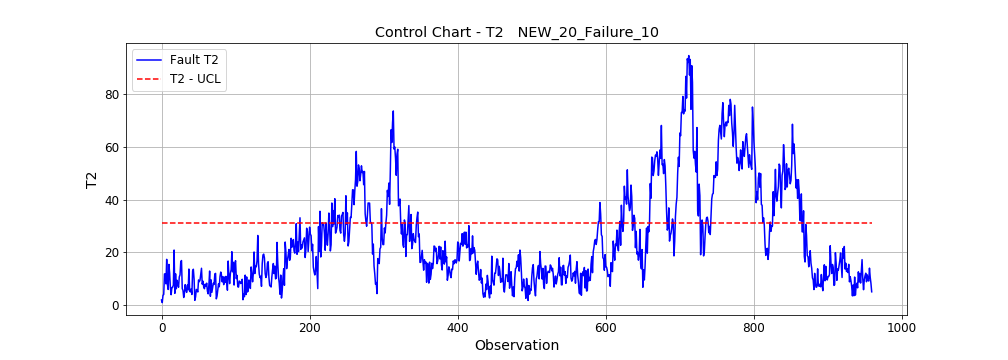 Control Chart - T2   NEW_20_Failure_10
Fault T2
T2 - UCL
T2
80
60
40
20
0
0 200 400 600 800 1000
Observation